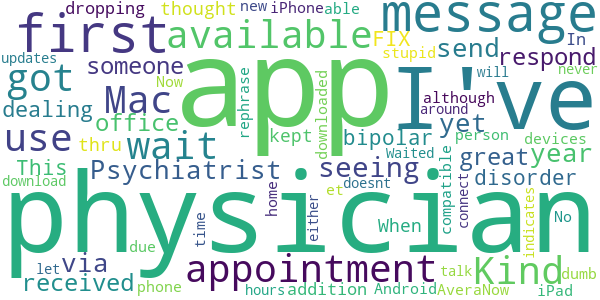 dropping thought new iPhone able message
first available FIX send respond
updates got someone Now app I've stupid In
dealing Mac office kept downloaded rephrase although will never
use thru wait bipolar around yet person devices
This Psychiatrist seeing great year
download physician et doesnt Waited compatible connect disorder
due home either When No indicates
via appointment time Kind
received let phone addition hours Android AveraNow talk iPad dumb